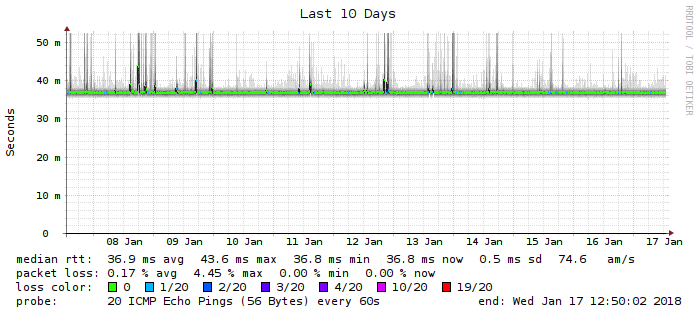 Last 10 Days
RRDTOOL / TOBI OETIKER
Seconds
50 m
40 m
30 m
20 m
10 m
0
08 Jan 09 Jan 10 Jan 11 Jan 12 Jan 13 Jan 14 Jan 15 Jan 16 Jan 17 Jan
median rtt: 36.9 ms avg 43.6 ms max 36.8 ms min 36.8 ms now 0.5 ms sd 74.6 am/s
packet loss: 0.17 % avg 4.45 % max 0.00 % min 0.00 % now
loss color: 0 1/20 2/20 3/20 4/20 10/20 19/20
probe: 20 ICMP Echo Pings (56 Bytes) every 60s end: Wed Jan 17 12:50:02 2018